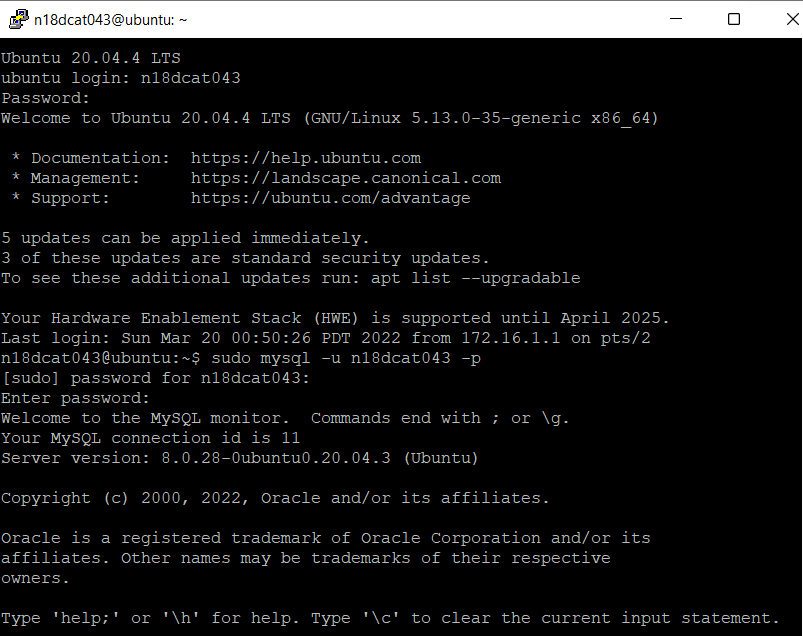 n18dcat043@ubuntu: ~
Ubuntu 20.04.4 LTS
ubuntu login: n18dcat043
Password:
Welcome to Ubuntu 20.04.4 LTS (GNU/Linux 5.13.0-35-generic x86_64)
* Documentation:  https://help.ubuntu.com
* Management:     https://landscape.canonical.com
* Support:        https://ubuntu.com/advantage
5 updates can be applied immediately.
3 of these updates are standard security updates.
To see these additional updates run: apt list --upgradable
Your Hardware Enablement Stack (HWE) is supported until April 2025.
Last login: Sun Mar 20 00:50:26 PDT 2022 from 172.16.1.1 on pts/2
n18dcat043@ubuntu:~$ sudo mysql -u n18dcat043 -p
[sudo] password for n18dcat043:
Enter password:
Welcome to the MySQL monitor.  Commands end with ; or \g.
Your MySQL connection id is 11
Server version: 8.0.28-0ubuntu0.20.04.3 (Ubuntu)
Copyright (c) 2000, 2022, Oracle and/or its affiliates.
Oracle is a registered trademark of Oracle Corporation and/or its
affiliates. Other names may be trademarks of their respective
owners.
Type 'help;' or '\h' for help. Type '\c' to clear the current input statement.